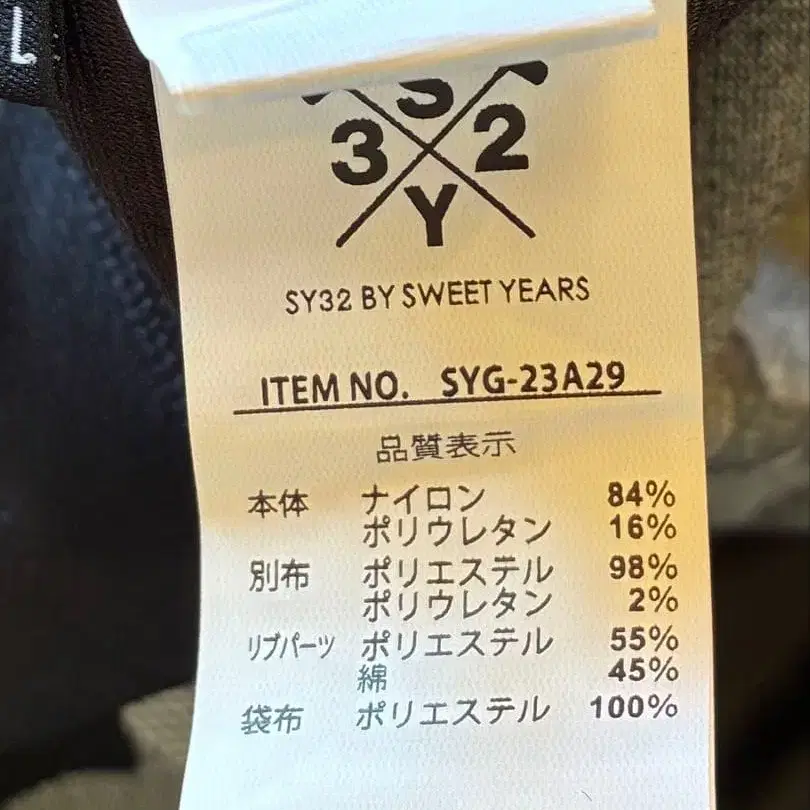 1
S
3 2
Y
SY32 BY SWEET YEARS
ITEM NO. SYG-23A29
品質表示
本体 ナイロン 84%
ポリウレタン 16%
別布 ポリエステル 98%
ポリウレタン 2%
リブパーツ ポリエステル 55%
綿 45%
袋布 ポリエステル 100%